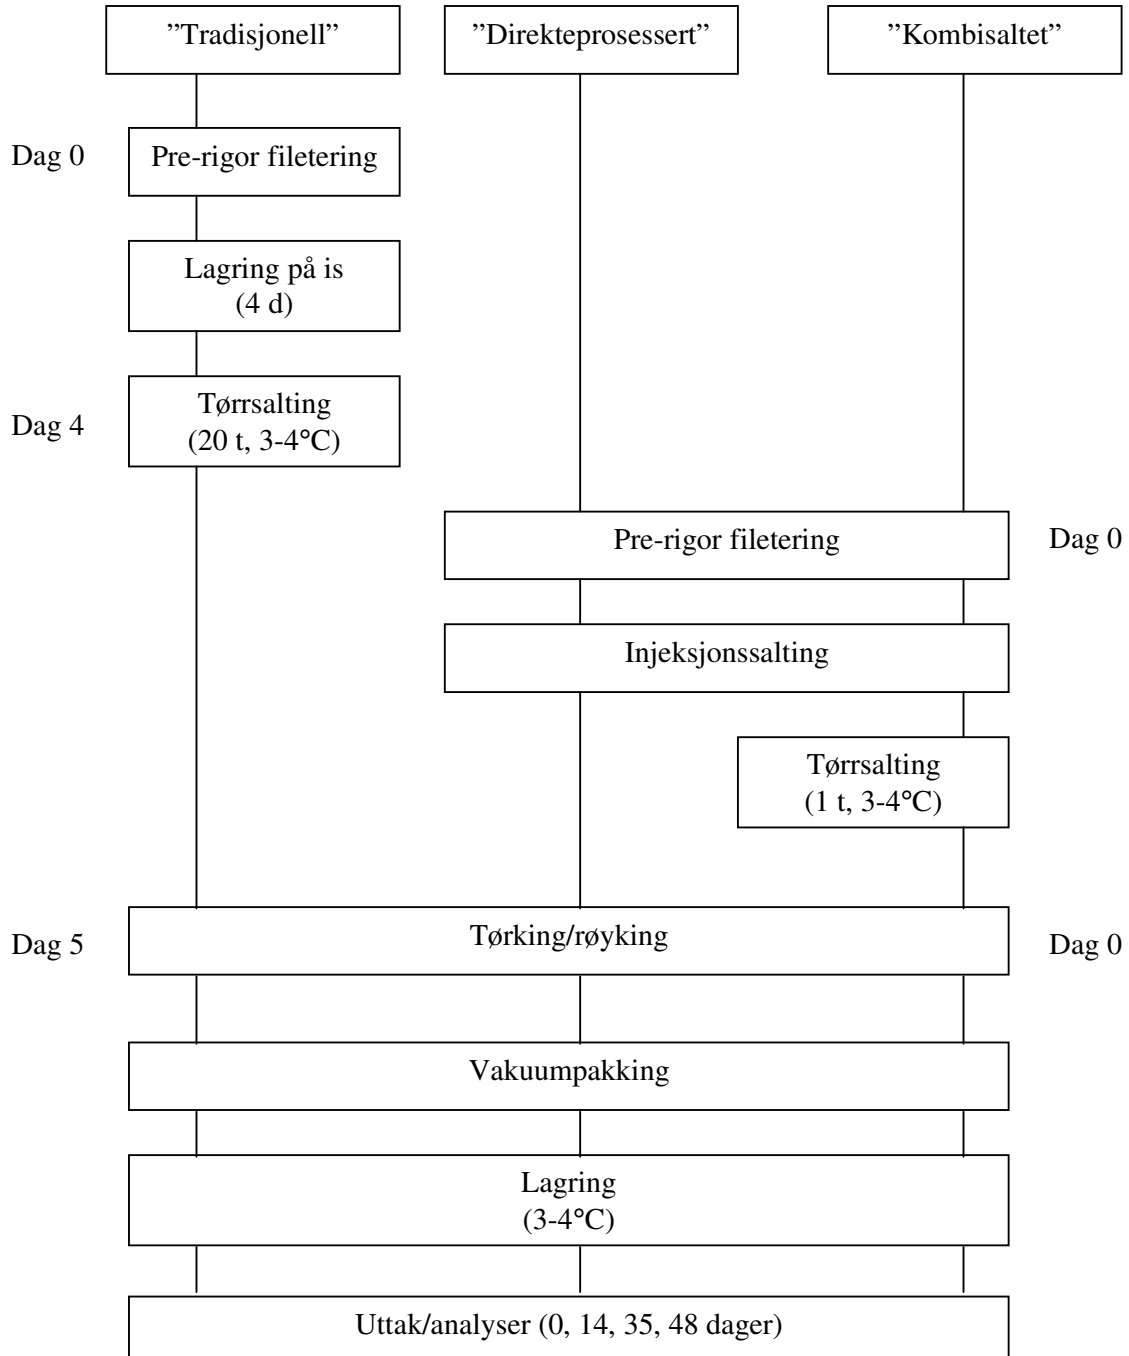 ”Tradisjonell”
”Direkteprosessert”
”Kombisaltet”
Dag 0
Pre-rigor filetering
Lagring på is
(4 d)
Dag 4
Tørrsalting
(20 t, 3-4°C)
Pre-rigor filetering
Dag 0
Injeksjonssalting
Tørrsalting
(1 t, 3-4°C)
Dag 5
Tørking/røyking
Dag 0
Vakuumpakking
Lagring
(3-4°C)
Uttak/analyser (0, 14, 35, 48 dager)